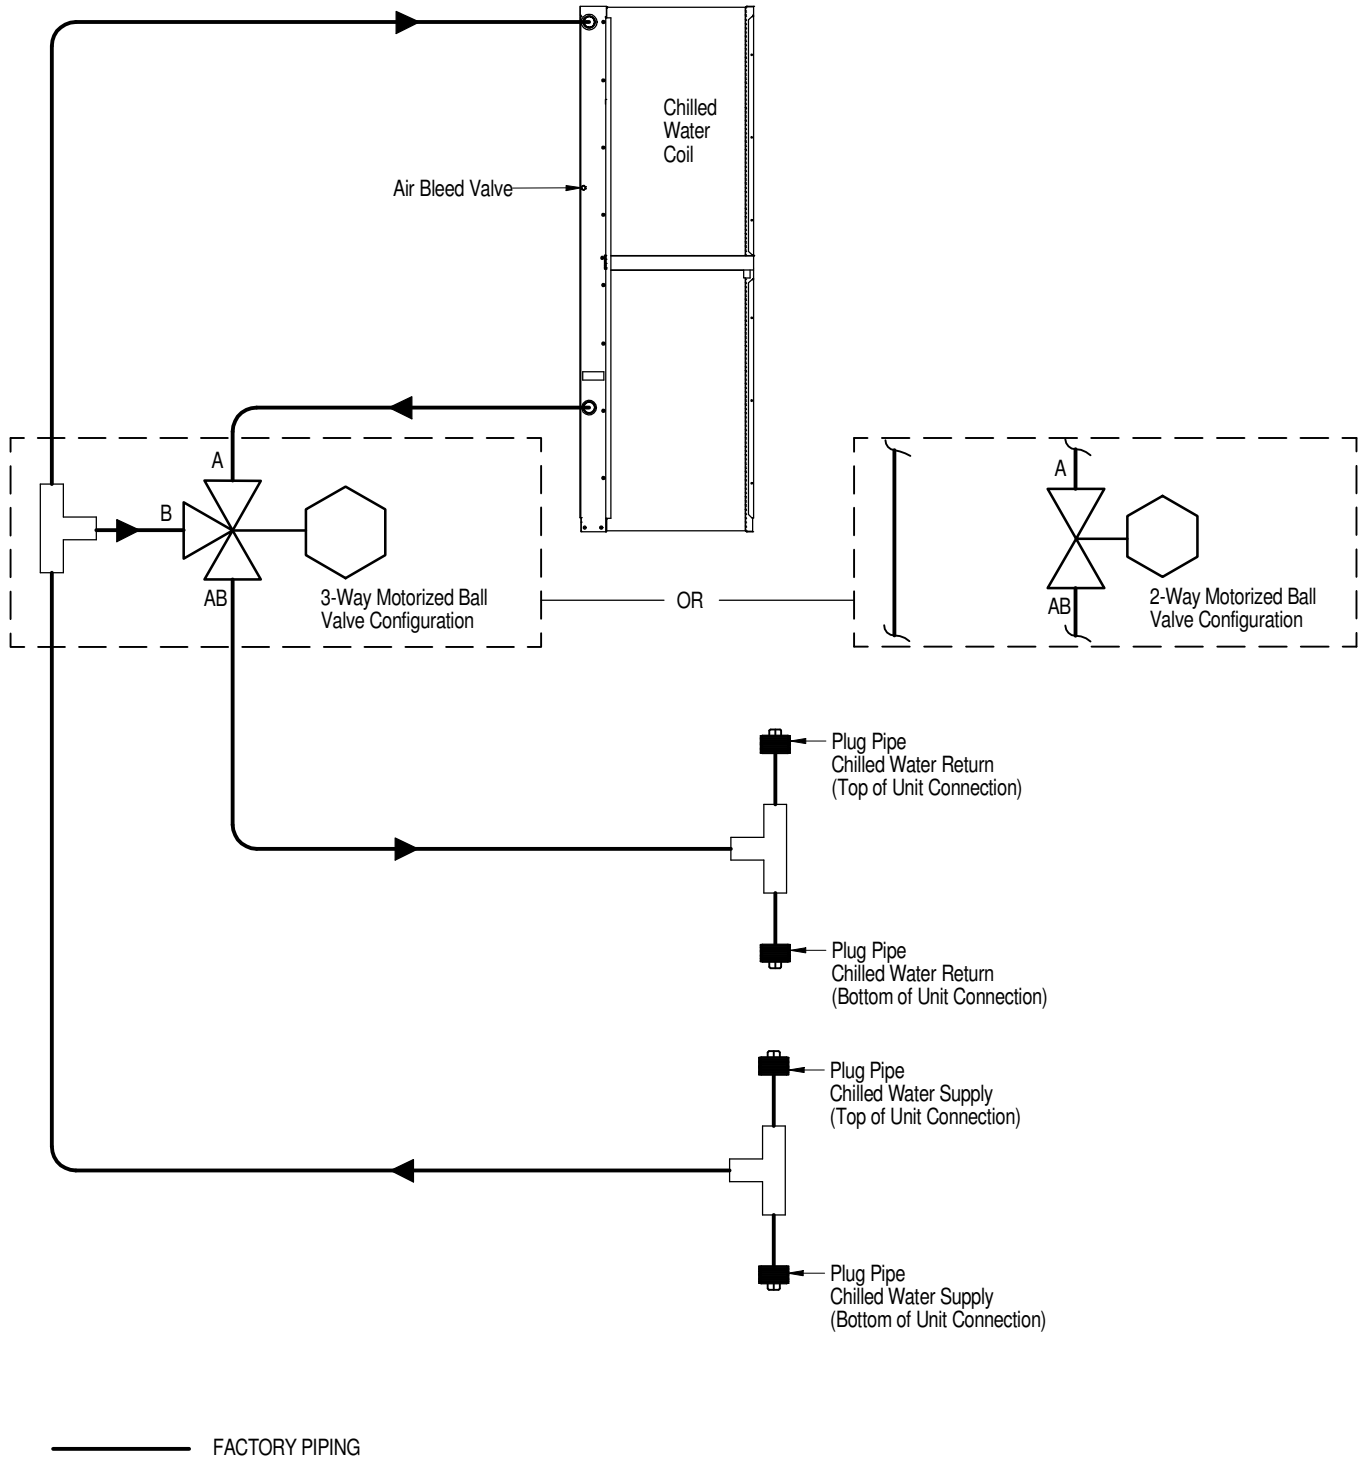 Chilled
Water
Coil
Air Bleed Valve
A
B
AB
3-Way Motorized Ball
Valve Configuration
OR
A
AB
2-Way Motorized Ball
Valve Configuration
Plug Pipe
Chilled Water Return
(Top of Unit Connection)
Plug Pipe
Chilled Water Return
(Bottom of Unit Connection)
Plug Pipe
Chilled Water Supply
(Top of Unit Connection)
Plug Pipe
Chilled Water Supply
(Bottom of Unit Connection)
FACTORY PIPING